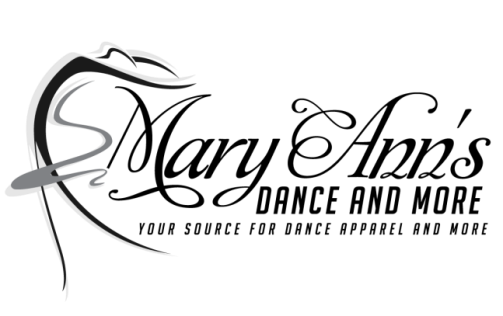 Mary Ann's
DANCE AND MORE
YOUR SOURCE FOR DANCE APPAREL AND MORE